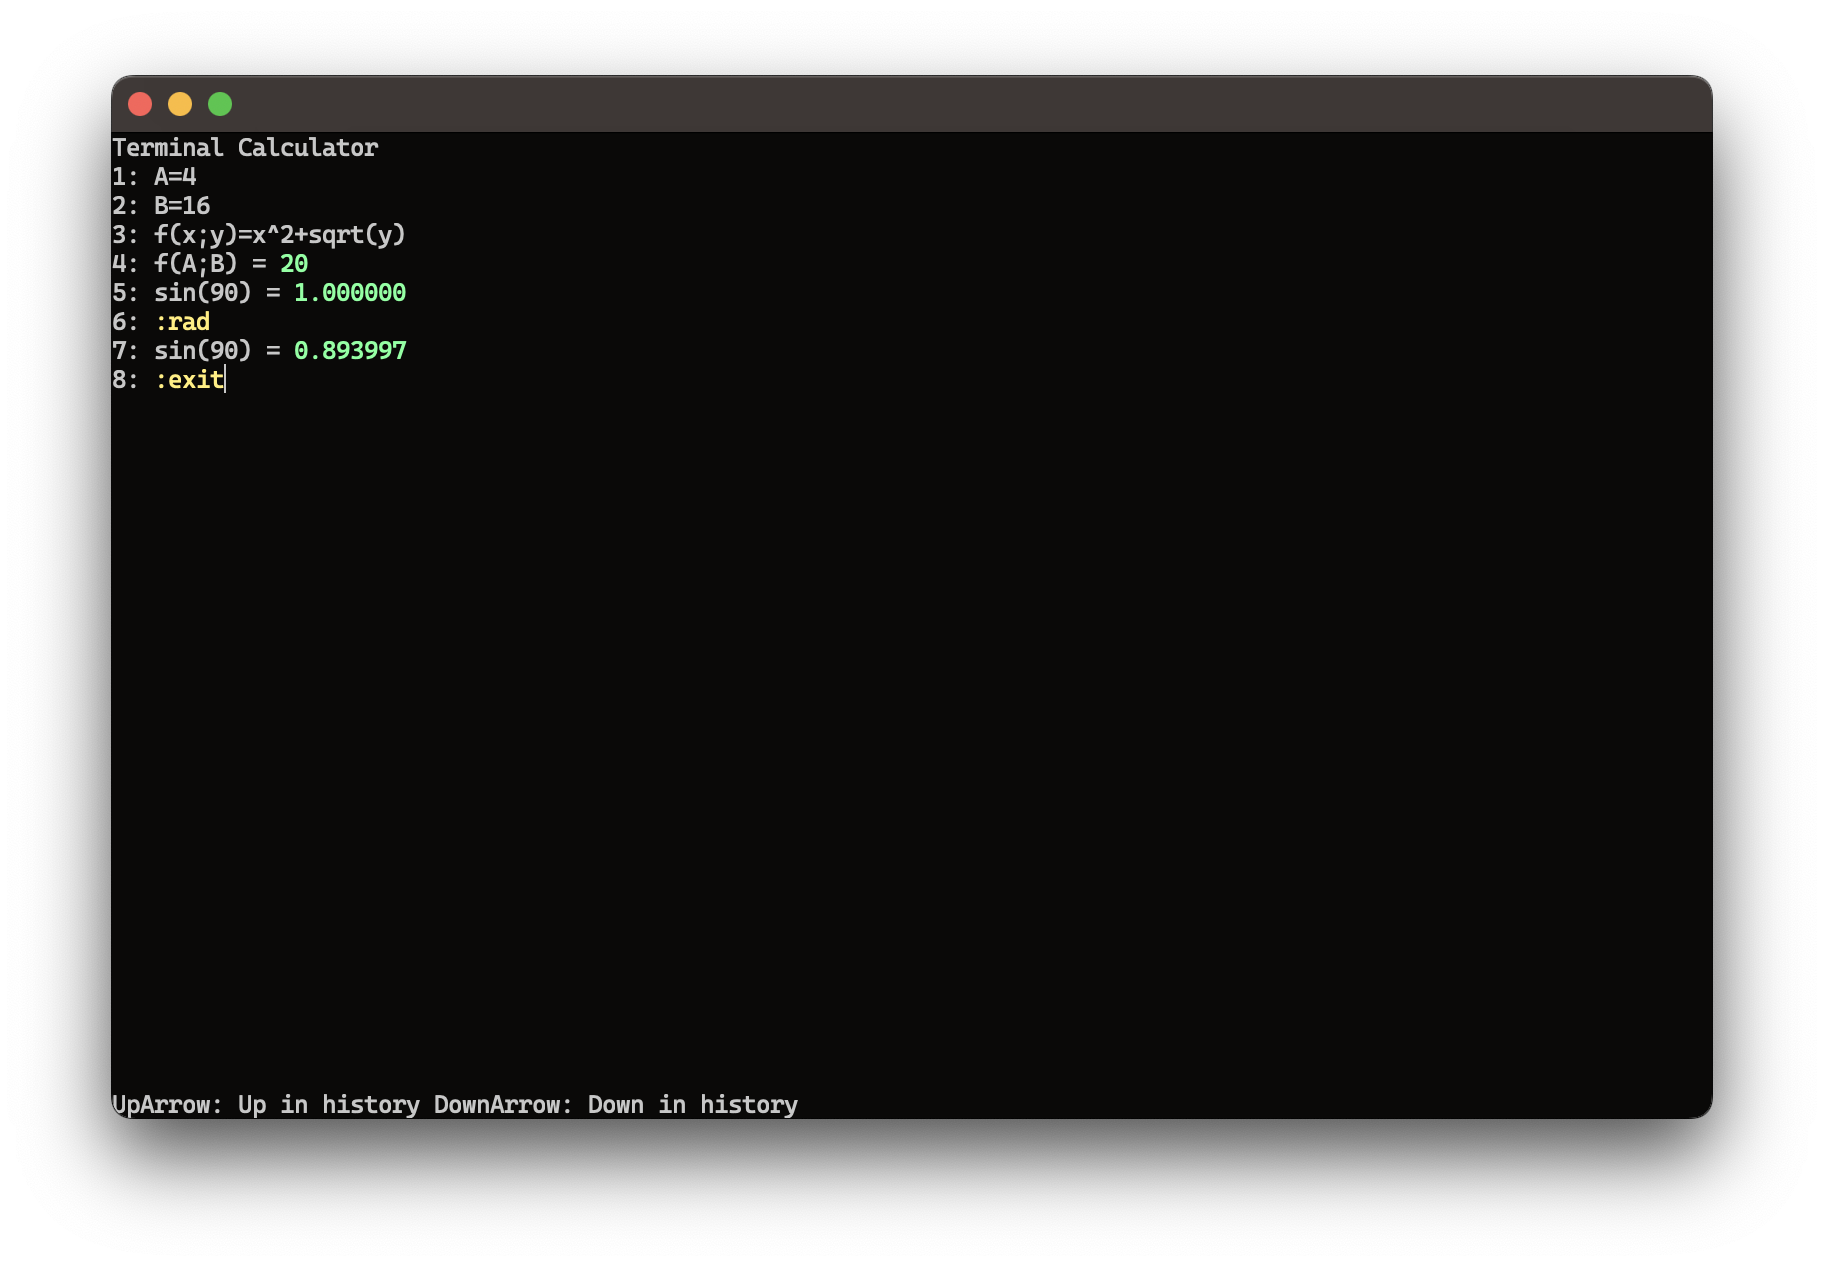 Terminal Calculator
1: A=4
2: B=16
3: f(x;y)=x^2+sqrt(y)
4: f(A;B) = 20
5: sin(90) = 1.000000
6: :rad
7: sin(90) = 0.893997
8: :exit
UpArrow: Up in history DownArrow: Down in history